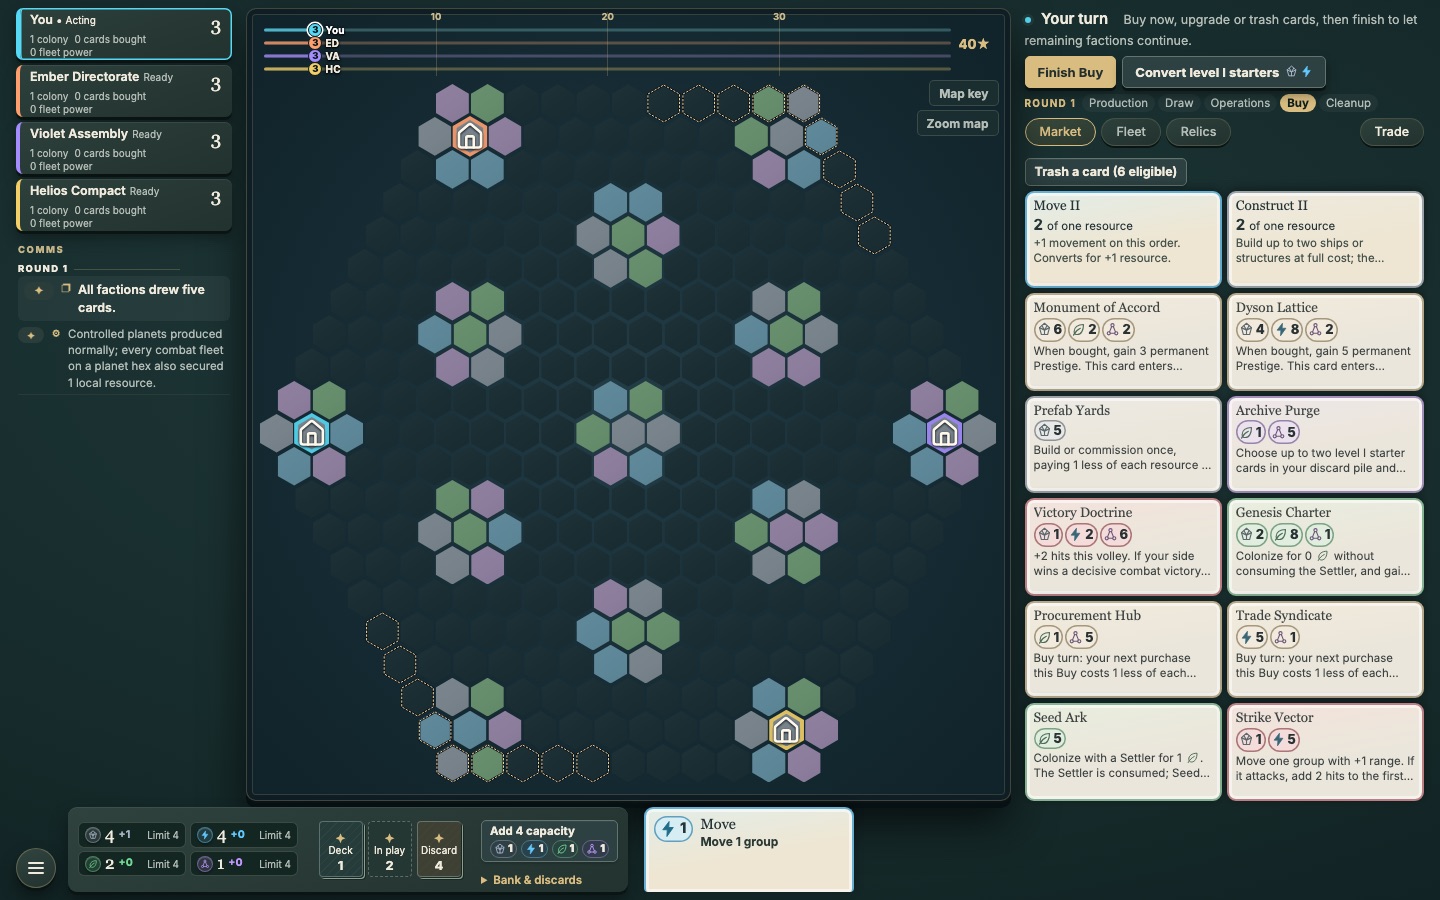 You • Acting
3
1 colony 0 cards bought
0 fleet power
Ember Directorate Ready
3
1 colony 0 cards bought
0 fleet power
Violet Assembly Ready
3
1 colony 0 cards bought
0 fleet power
Helios Compact Ready
3
1 colony 0 cards bought
0 fleet power
COMMS
ROUND 1
All factions drew five
cards.
Controlled planets produced
normally; every combat fleet
on a planet hex also secured
1 local resource.
10 20 30
3 You
3 ED
3 VA
3 HC
40★
Map key
Zoom map
Your turn Buy now, upgrade or trash cards, then finish to let
remaining factions continue.
Finish Buy
Convert level I starters
ROUND 1 Production Draw Operations Buy Cleanup
Market Fleet Relics Trade
Trash a card (6 eligible)
Move II
2 of one resource
+1 movement on this order.
Converts for +1 resource.
Construct II
2 of one resource
Build up to two ships or
structures at full cost; the...
Monument of Accord
6 2 2
When bought, gain 3 permanent
Prestige. This card enters...
Dyson Lattice
4 8 2
When bought, gain 5 permanent
Prestige. This card enters...
Prefab Yards
5
Build or commission once,
paying 1 less of each resource ...
Archive Purge
1 5
Choose up to two level I starter
cards in your discard pile and...
Victory Doctrine
1 2 6
+2 hits this volley. If your side
wins a decisive combat victory...
Genesis Charter
2 8 1
Colonize for 0 without
consuming the Settler, and gai...
Procurement Hub
1 5
Buy turn: your next purchase
this Buy costs 1 less of each...
Trade Syndicate
5 1
Buy turn: your next purchase
this Buy costs 1 less of each...
Seed Ark
5
Colonize with a Settler for 1 .
The Settler is consumed; Seed...
Strike Vector
1 5
Move one group with +1 range. If
it attacks, add 2 hits to the first...
4 +1 Limit 4
4 +0 Limit 4
2 +0 Limit 4
1 +0 Limit 4
Deck
1
In play
2
Discard
4
Add 4 capacity
1 1 1 1
Bank & discards
1 Move
Move 1 group